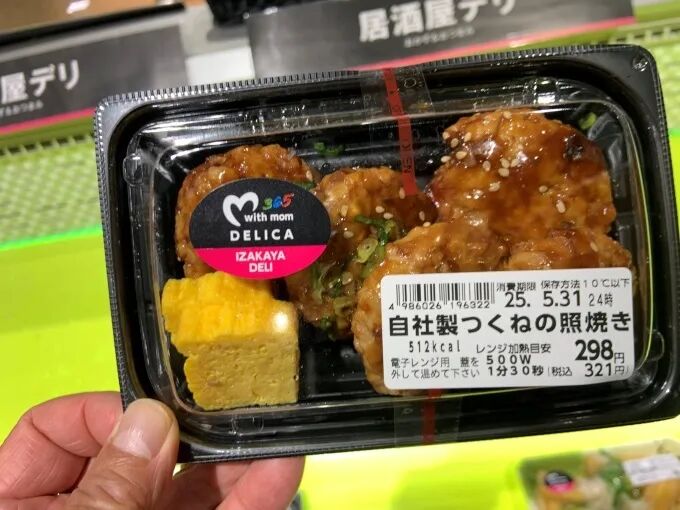 居酒屋デリ
屋デリ
365
with mom
DELICA
IZAKAYA
DELI
4986026196322
消費期限 保存方法10℃以下
25. 5.31 24時
自社製つくねの照焼き
512kcal レンジ加熱目安 298円
電子レンジ用 蓋を 500W
外して温めて下さい 1分30秒 (税込 321円)